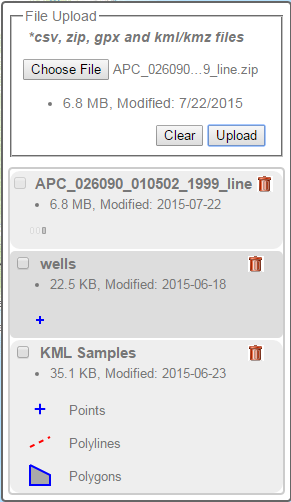 File Upload
*csv, zip, gpx and kml/kmz files
Choose File APC_026090...9_line.zip
• 6.8 MB, Modified: 7/22/2015
Clear Upload
APC_026090_010502_1999_line
• 6.8 MB, Modified: 2015-07-22
wells
• 22.5 KB, Modified: 2015-06-18
KML Samples
• 35.1 KB, Modified: 2015-06-23
Points
Polylines
Polygons